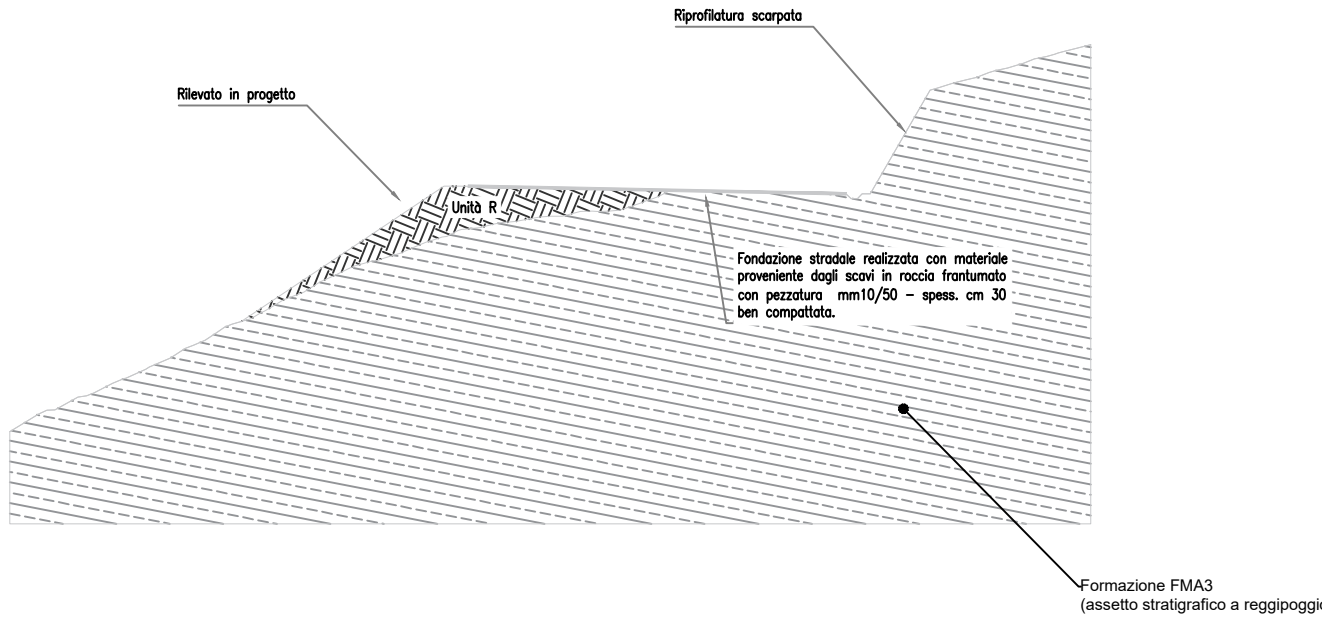 Riprofilatura scarpata
Rilevato in progetto
Unità R
Fondazione stradale realizzata con materiale
proveniente dagli scavi in roccia frantumato
con pezzatura mm10/50 – spess. cm 30
ben compattata.
Formazione FMA3
(assetto stratigrafico a reggipoggio